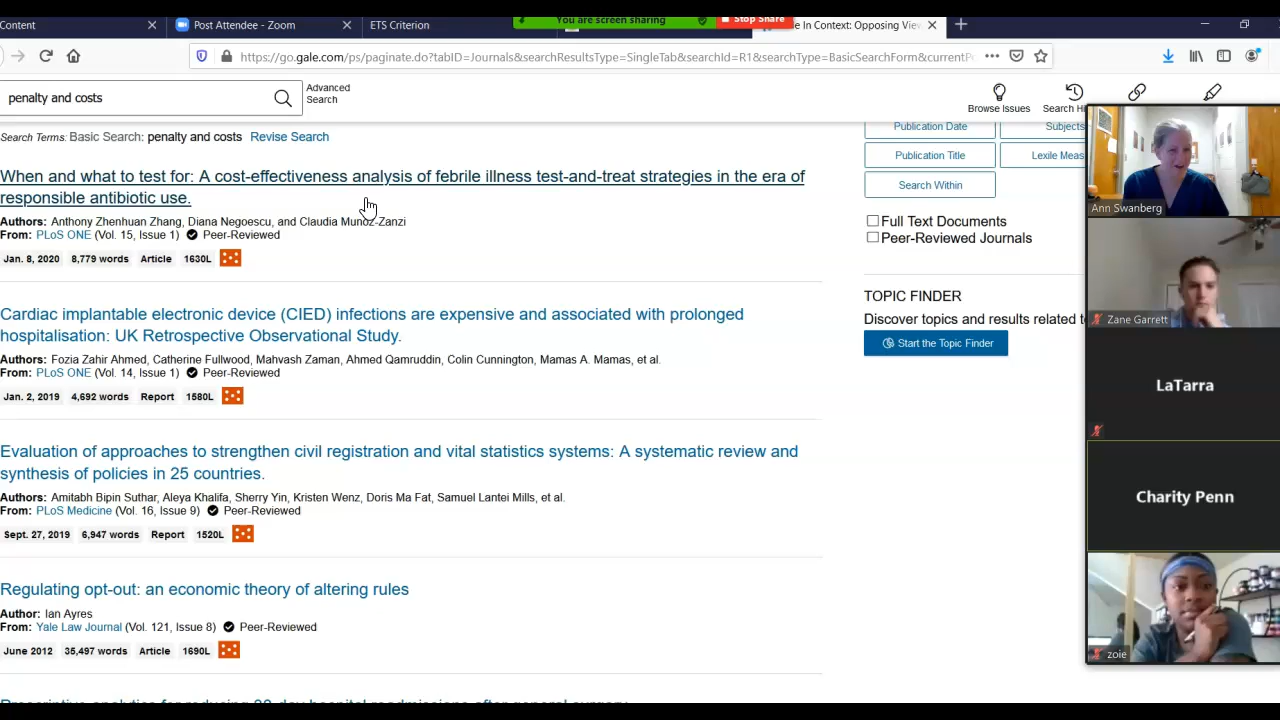 Content
Post Attendee - Zoom
ETS Criterion
You are screen sharing
Stop Share
e In Context: Opposing View
https://go.gale.com/ps/paginate.do?tabID=Journals&searchResultsType=SingleTab&searchId=R1&searchType=BasicSearchForm&currentP
penalty and costs
Advanced
Search
Browse Issues
Search Hi
Search Terms: Basic Search: penalty and costs Revise Search
When and what to test for: A cost-effectiveness analysis of febrile illness test-and-treat strategies in the era of
responsible antibiotic use.
Authors: Anthony Zhenhuan Zhang, Diana Negoescu, and Claudia Munoz-Zanzi
From: PLoS ONE (Vol. 15, Issue 1) Peer-Reviewed
Jan. 8, 2020 8,779 words Article 1630L
Cardiac implantable electronic device (CIED) infections are expensive and associated with prolonged
hospitalisation: UK Retrospective Observational Study.
Authors: Fozia Zahir Ahmed, Catherine Fullwood, Mahvash Zaman, Ahmed Qamruddin, Colin Cunnington, Mamas A. Mamas, et al.
From: PLoS ONE (Vol. 14, Issue 1) Peer-Reviewed
Jan. 2, 2019 4,692 words Report 1580L
Evaluation of approaches to strengthen civil registration and vital statistics systems: A systematic review and
synthesis of policies in 25 countries.
Authors: Amitabh Bipin Suthar, Aleya Khalifa, Sherry Yin, Kristen Wenz, Doris Ma Fat, Samuel Lantei Mills, et al.
From: PLoS Medicine (Vol. 16, Issue 9) Peer-Reviewed
Sept. 27, 2019 6,947 words Report 1520L
Regulating opt-out: an economic theory of altering rules
Author: Ian Ayres
From: Yale Law Journal (Vol. 121, Issue 8) Peer-Reviewed
June 2012 35,497 words Article 1690L
Publication Date
Subjects
Publication Title
Lexile Meas
Search Within
Full Text Documents
Peer-Reviewed Journals
TOPIC FINDER
Discover topics and results related to
Start the Topic Finder
Ann Swanberg
Zane Garrett
LaTarra
Charity Penn
zoie